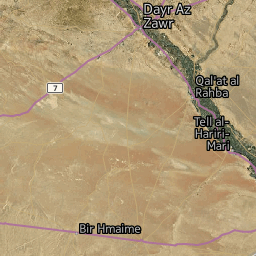 Dayr Az
Zawr
7
Qal'at al
Rahba
Tell al-
Hariri-
Mari
Bir Hmaime